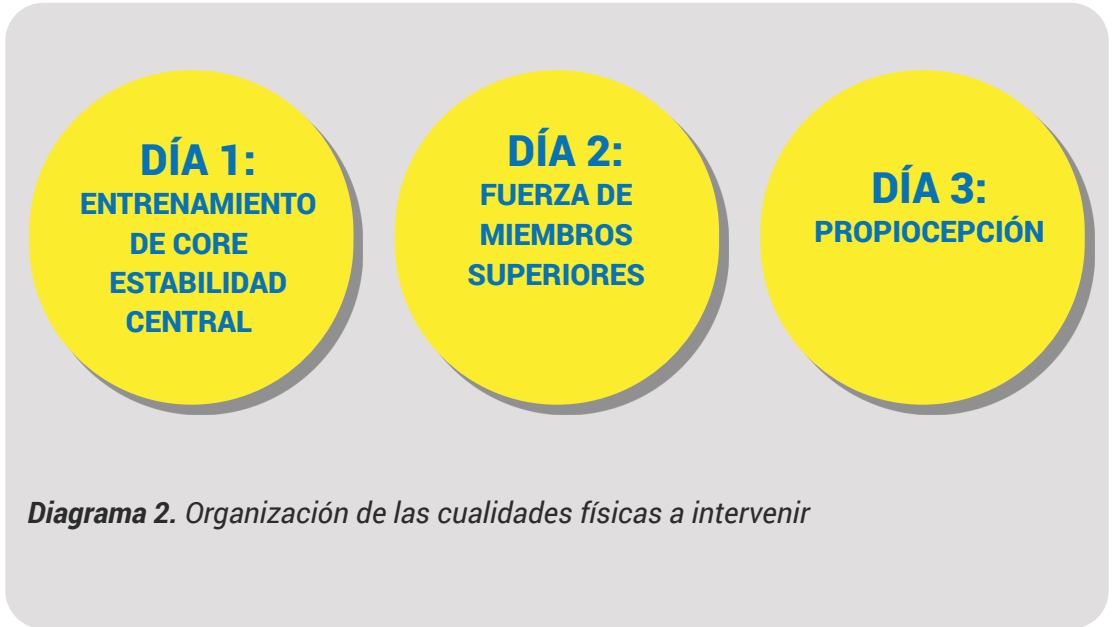 DÍA 1:
ENTRENAMIENTO
DE CORE
ESTABILIDAD
CENTRAL
DÍA 2:
FUERZA DE
MIEMBROS
SUPERIORES
DÍA 3:
PROPIOCEPCIÓN
Diagrama 2. Organización de las cualidades físicas a intervenir